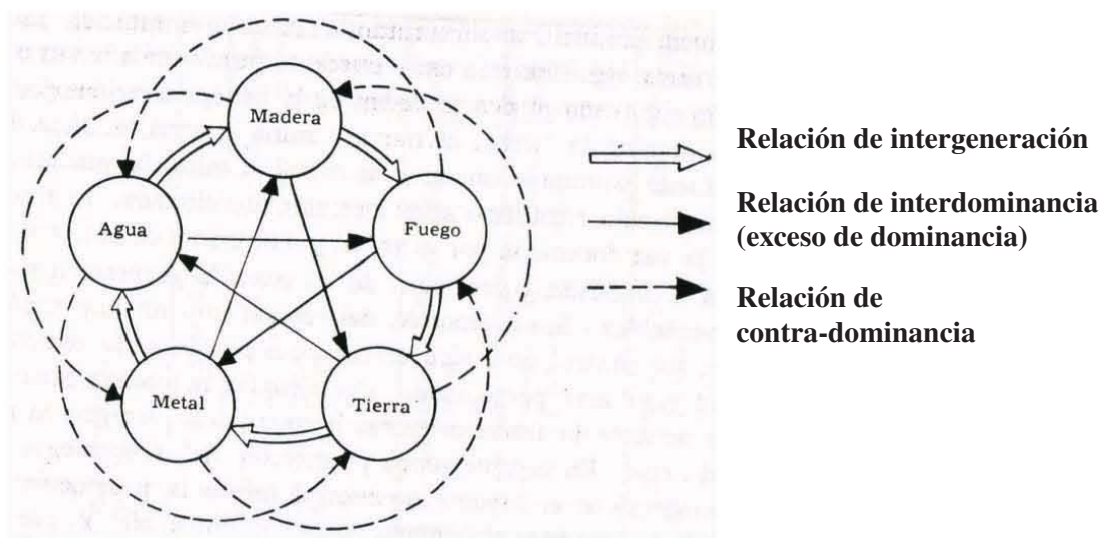 Madera
Agua
Fuego
Metal
Tierra
Relación de intergeneración
Relación de interdominancia
(exceso de dominancia)
Relación de
contra-dominancia